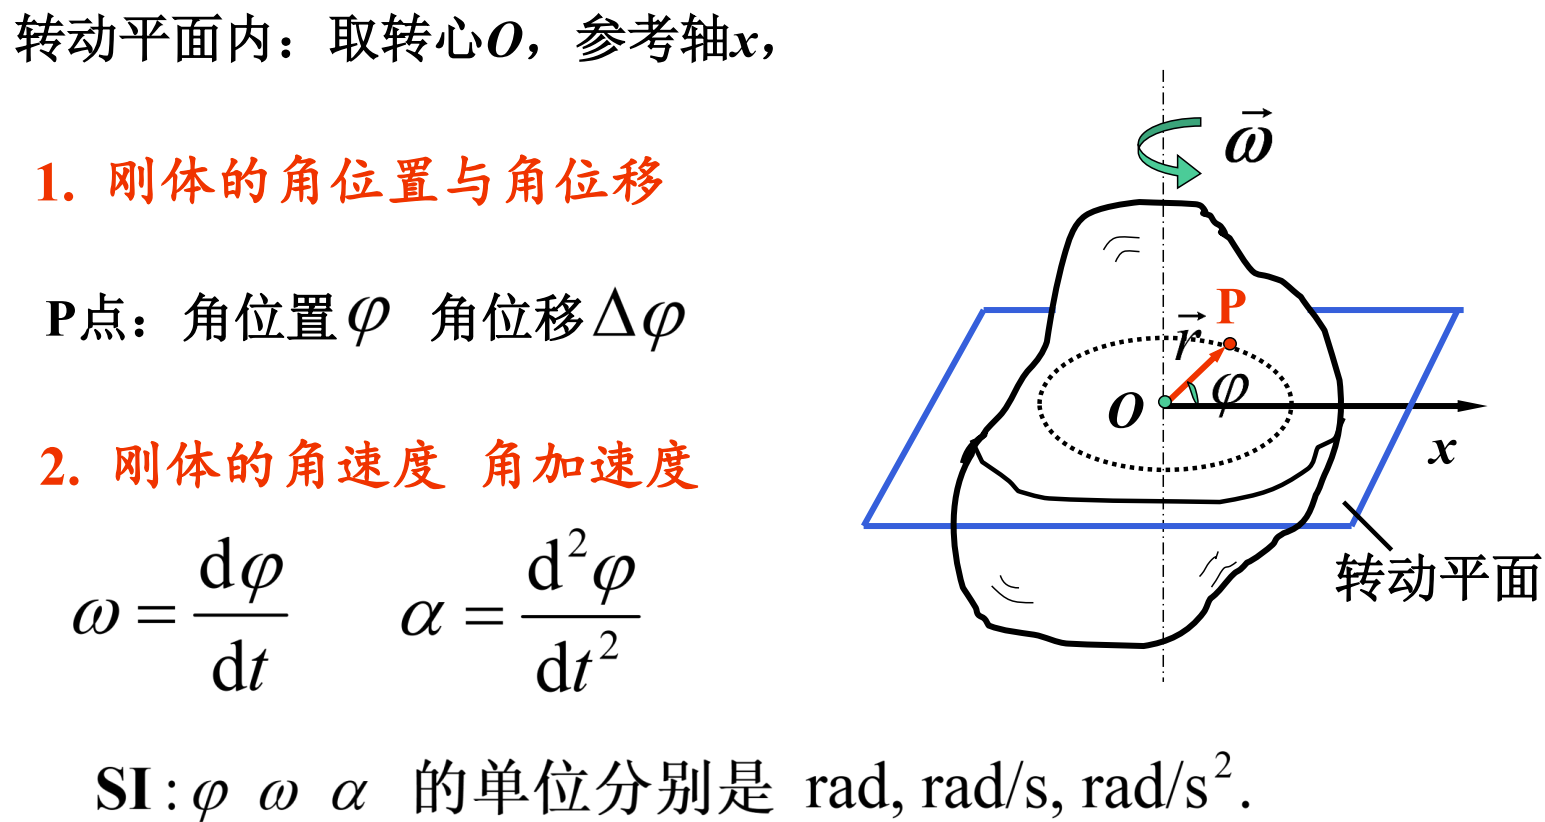 转动平面内：取转心O，参考轴x，
1. 刚体的角位置与角位移
P点：角位置φ 角位移Δφ
2. 刚体的角速度 角加速度
ω = dφ/dt α = d²φ/dt²
SI : φ ω α 的单位分别是 rad, rad/s, rad/s².
ω⃗
P
r⃗
φ
O
x
转动平面